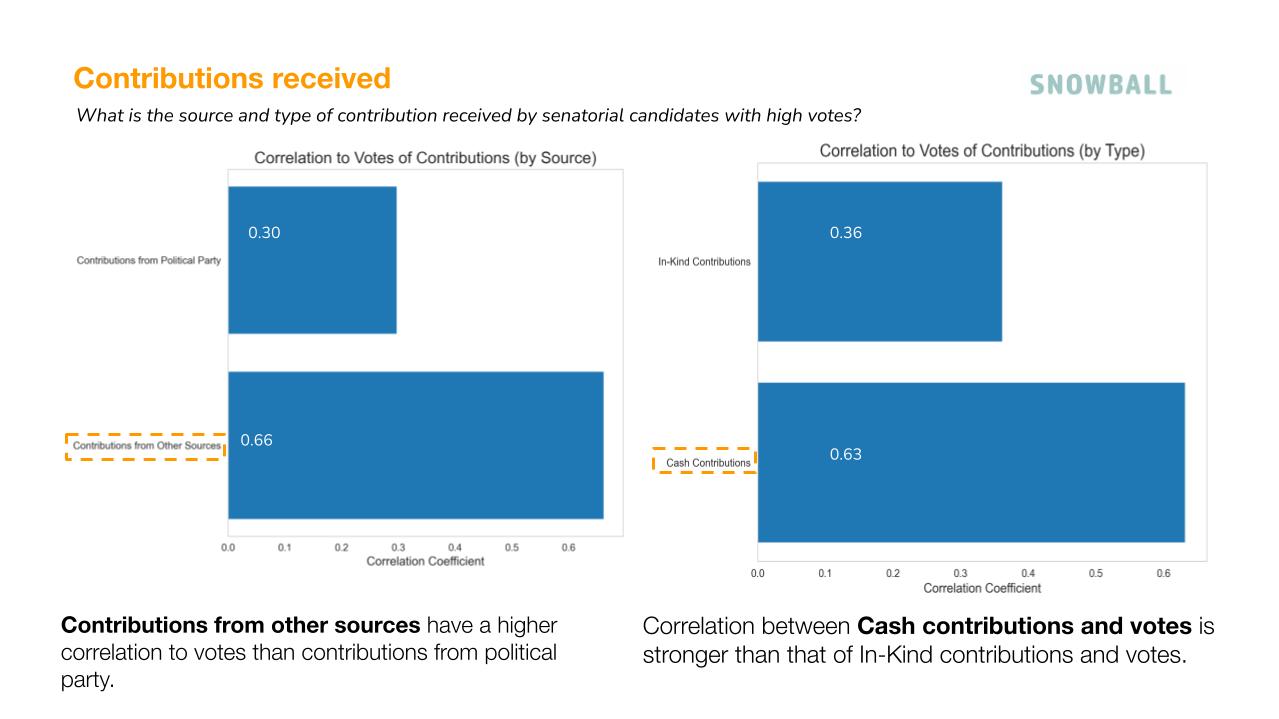 Contributions received
SNOWBALL
What is the source and type of contribution received by senatorial candidates with high votes?
Correlation to Votes of Contributions (by Source)
0.30
Contributions from Political Party
Contributions from Other Sources
0.66
0.0 0.1 0.2 0.3 0.4 0.5 0.6
Correlation Coefficient
Correlation to Votes of Contributions (by Type)
0.36
In-Kind Contributions
Cash Contributions
0.63
0.0 0.1 0.2 0.3 0.4 0.5 0.6
Correlation Coefficient
Contributions from other sources have a higher
correlation to votes than contributions from political
party.
Correlation between Cash contributions and votes is
stronger than that of In-Kind contributions and votes.